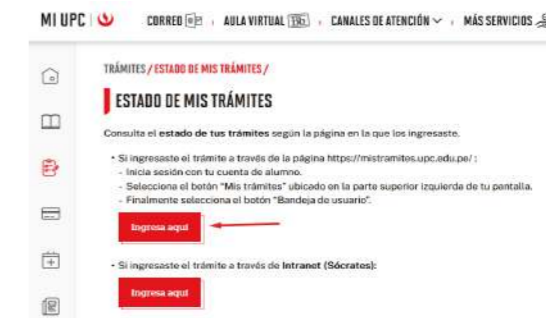 MI UPC
CORREO
AULA VIRTUAL
CANALES DE ATENCIÓN
MÁS SERVICIOS
TRÁMITES / ESTADO DE MIS TRÁMITES /
ESTADO DE MIS TRÁMITES
Consulta el estado de tus trámites según la página en la que los ingresaste.
• Si ingresaste el trámite a través de la página https://mistramites.upc.edu.pe/ :
- Inicia sesión con tu cuenta de alumno.
- Selecciona el botón "Mis trámites" ubicado en la parte superior izquierda de tu pantalla.
- Finalmente selecciona el botón "Bandeja de usuario".
Ingresa aquí
• Si ingresaste el trámite a través de Intranet (Sócrates):
Ingresa aquí